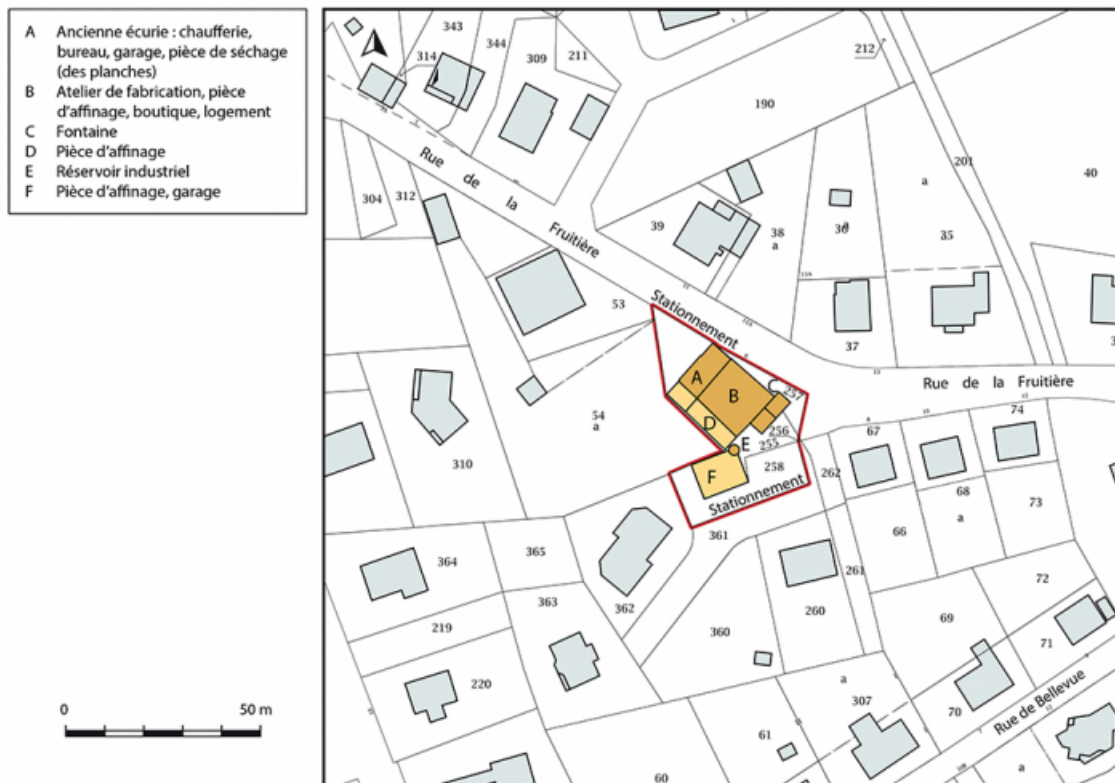 A Ancienne écurie : chaufferie,
bureau, garage, pièce de séchage
(des planches)
B Atelier de fabrication, pièce
d'affinage, boutique, logement
C Fontaine
D Pièce d'affinage
E Réservoir industriel
F Pièce d'affinage, garage
0 50 m
343
344
314
309
211
212
190
201
40
304
312
Rue de la Fruitière
39
38
a
a
35
53
Stationnement
37
Rue de la Fruitière
A
B
C
257
74
54
a
D
E
256
255
67
310
F
258
262
68
a
73
Stationnement
66
361
364
365
72
261
363
362
260
69
219
360
71
220
a
307
70
Rue de Bellevue
61
60
a